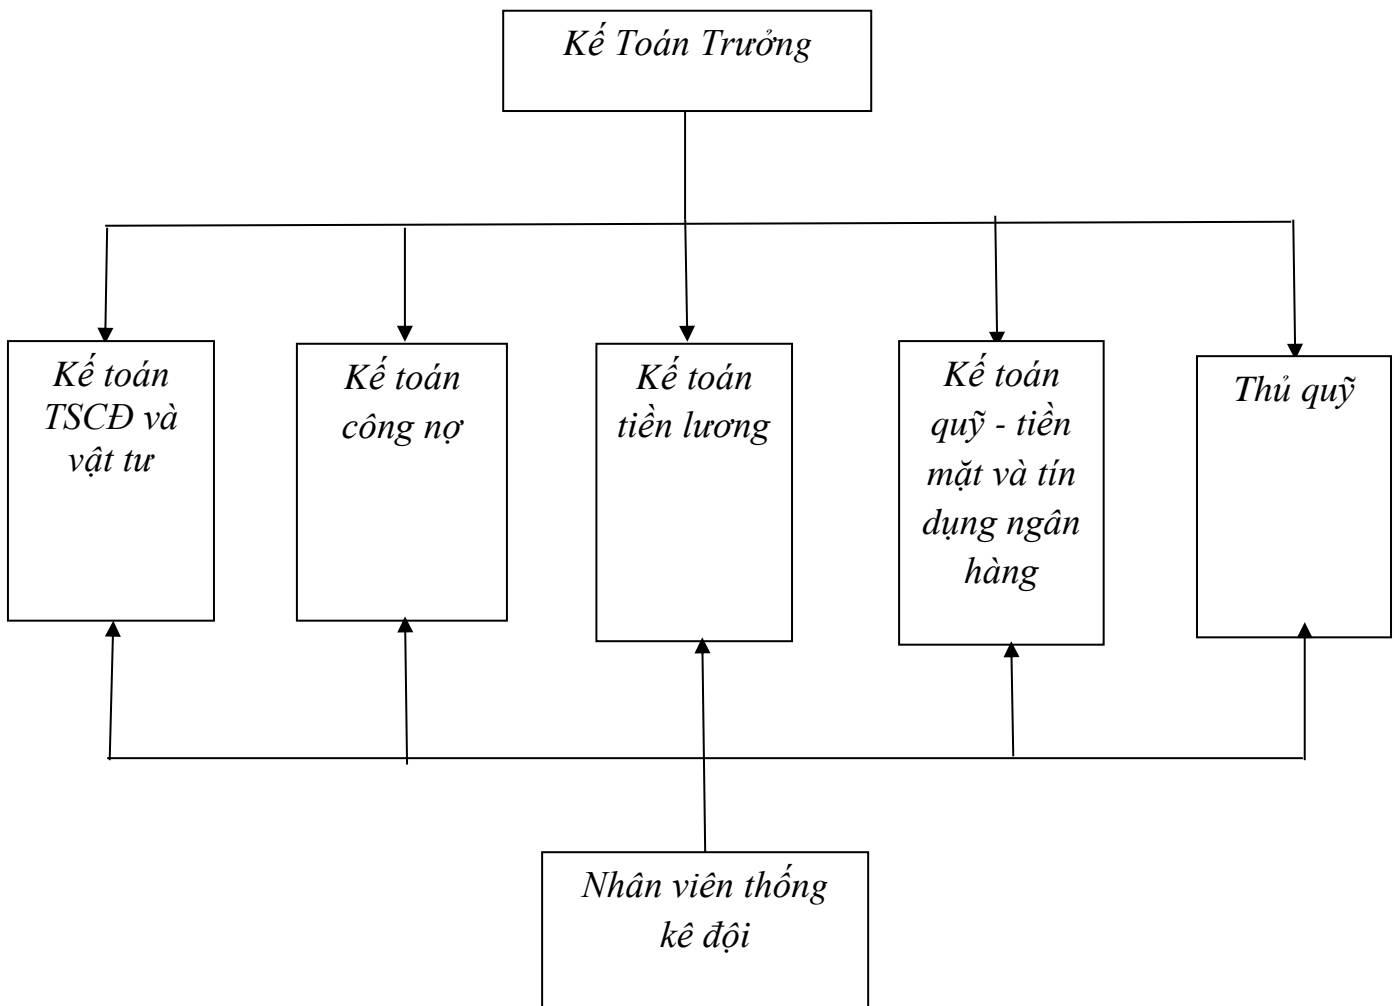 Kế Toán Trưởng
Kế toán
TSCĐ và
vật tư
Kế toán
công nợ
Kế toán
tiền lương
Kế toán
quỹ - tiền
mặt và tín
dụng ngân
hàng
Thủ quỹ
Nhân viên thống
kê đội